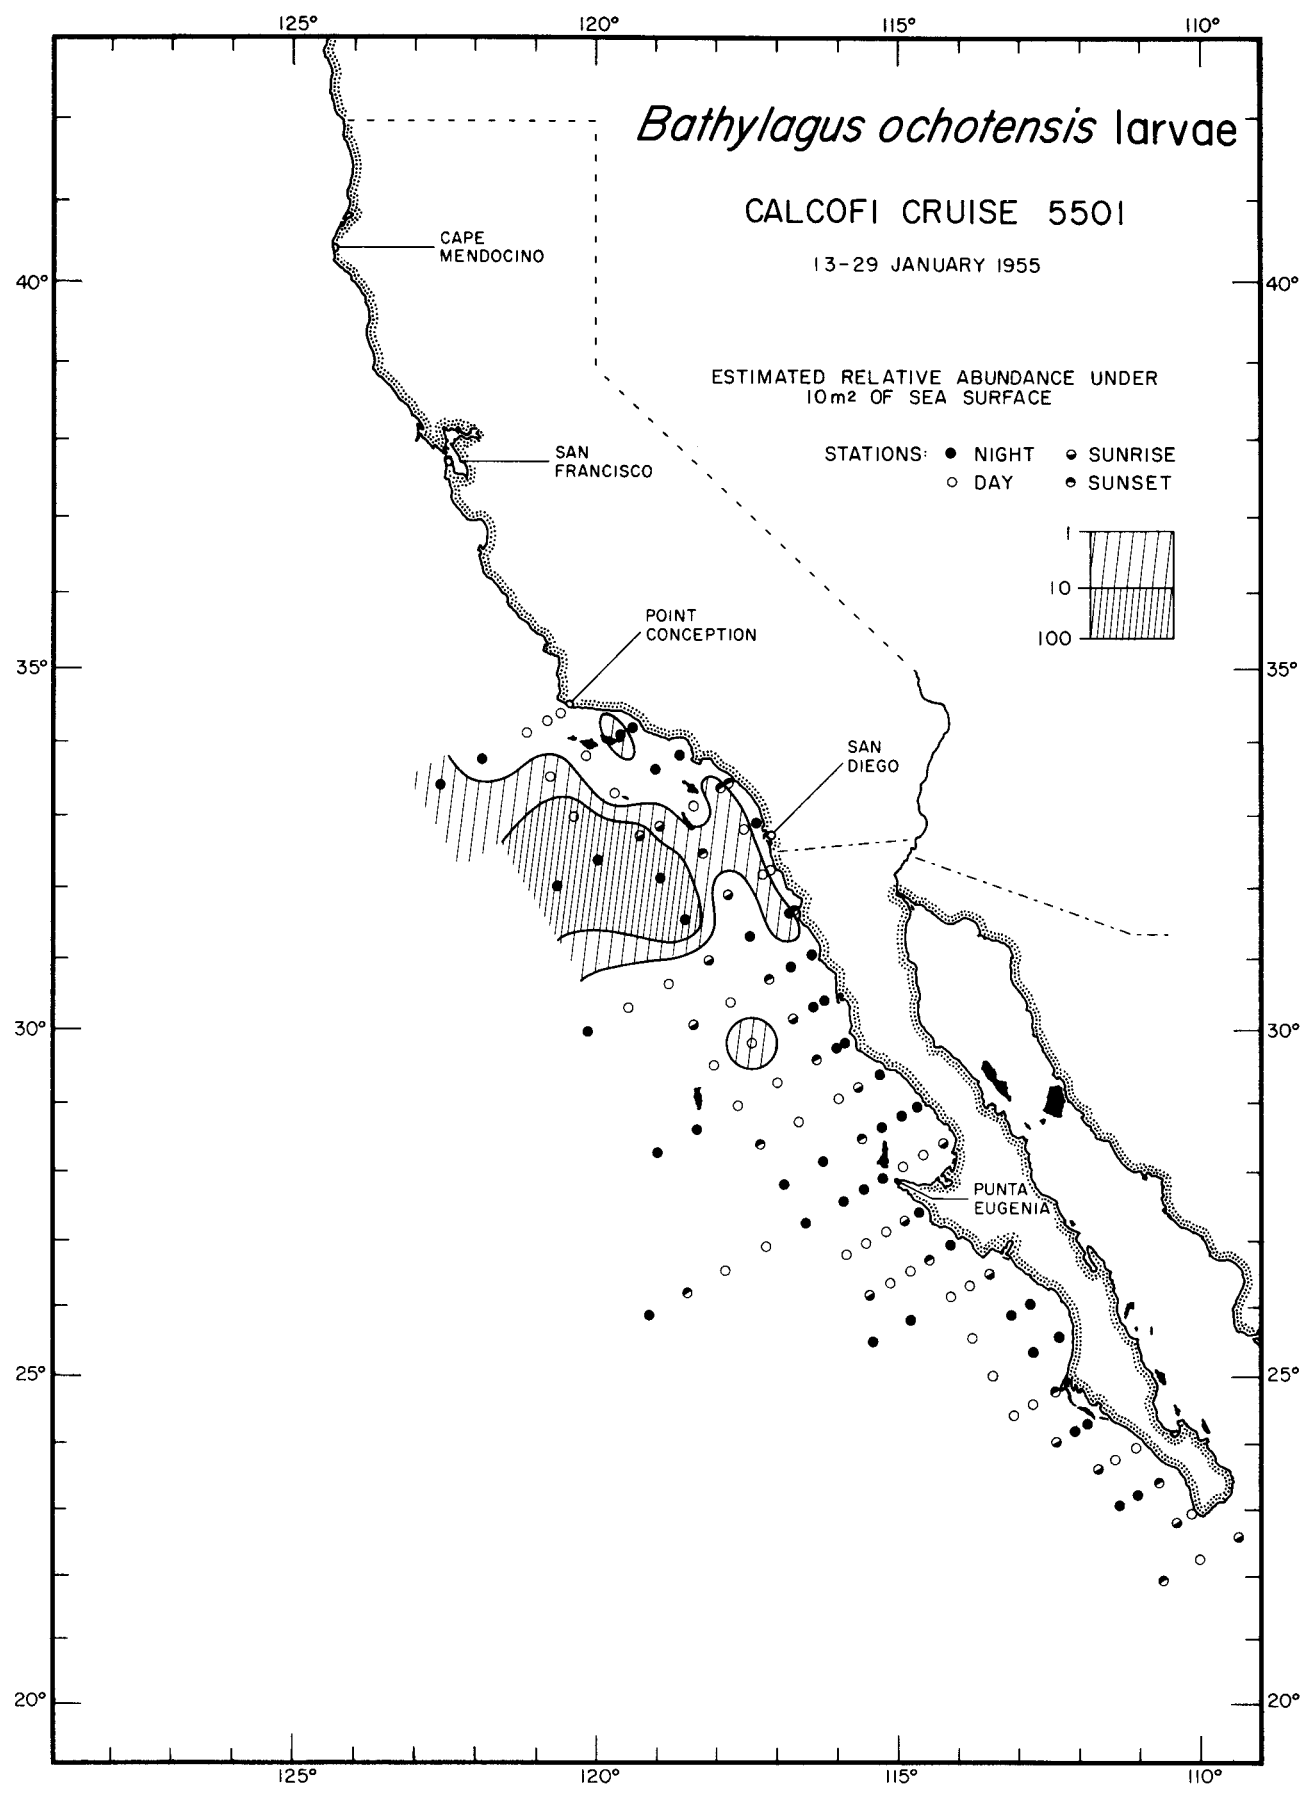 125° 120° 115° 110°
Bathylagus ochotensis larvae
CALCOFI CRUISE 5501
13-29 JANUARY 1955
CAPE
MENDOCINO
40° 40°
ESTIMATED RELATIVE ABUNDANCE UNDER
10m2 OF SEA SURFACE
STATIONS: NIGHT SUNRISE
DAY SUNSET
SAN
FRANCISCO
1
10
100
POINT
CONCEPTION
35° 35°
SAN
DIEGO
30° 30°
PUNTA
EUGENIA
25° 25°
20° 20°
125° 120° 115° 110°